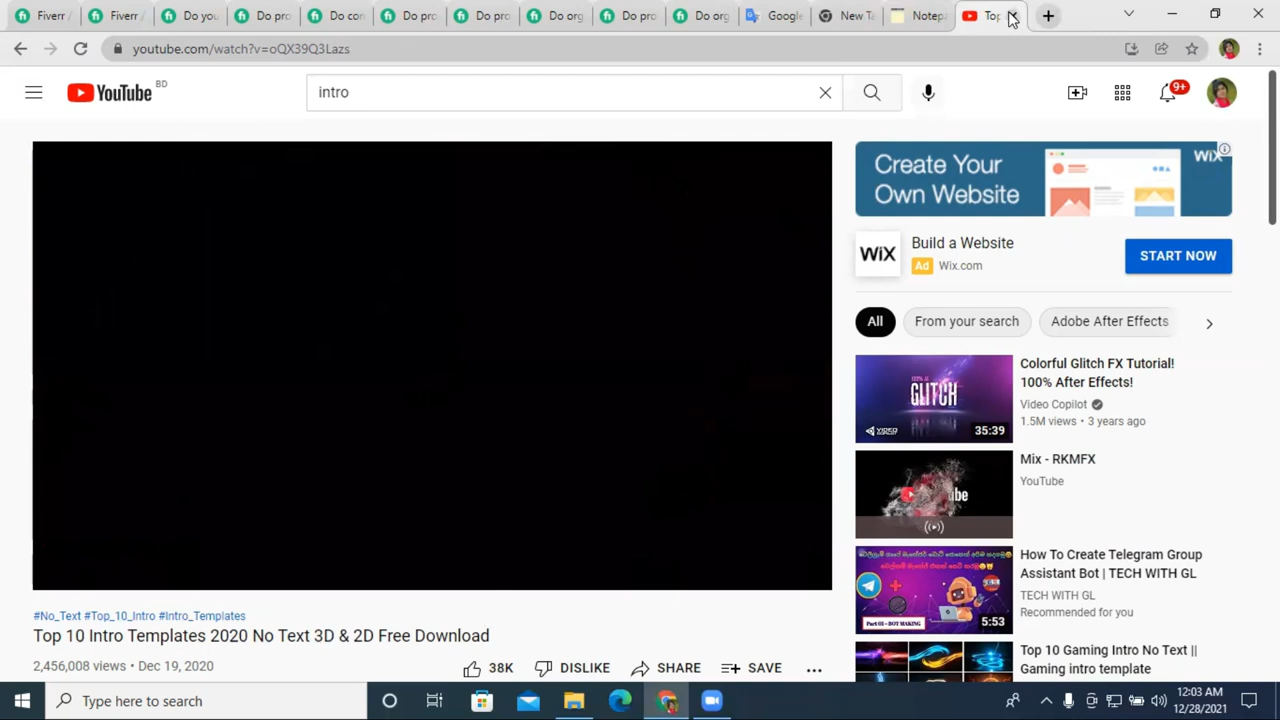 Fiverr /
Fiverr /
Do you
Do pro
Do con
Do pro
Do pro
Do org
Do pro
Do org
Google
New Ta
Notepa
Top
youtube.com/watch?v=oQX39Q3Lazs
YouTube BD
intro
9+
Create Your
Own Website
WiX
WiX
Build a Website
Ad Wix.com
START NOW
All
From your search
Adobe After Effects
GLITCH
35:39
Colorful Glitch FX Tutorial!
100% After Effects!
Video Copilot
1.5M views • 3 years ago
Mix - RKMFX
YouTube
Part 01 - BOT MAKING
5:53
How To Create Telegram Group
Assistant Bot | TECH WITH GL
TECH WITH GL
Recommended for you
Top 10 Gaming Intro No Text ||
Gaming intro template
#No_Text #Top_10_Intro #Intro_Templates
Top 10 Intro Templates 2020 No Text 3D & 2D Free Download
2,456,008 views • Dec 19, 2020
38K
DISLIKE
SHARE
SAVE
Type here to search
12:03 AM
12/28/2021